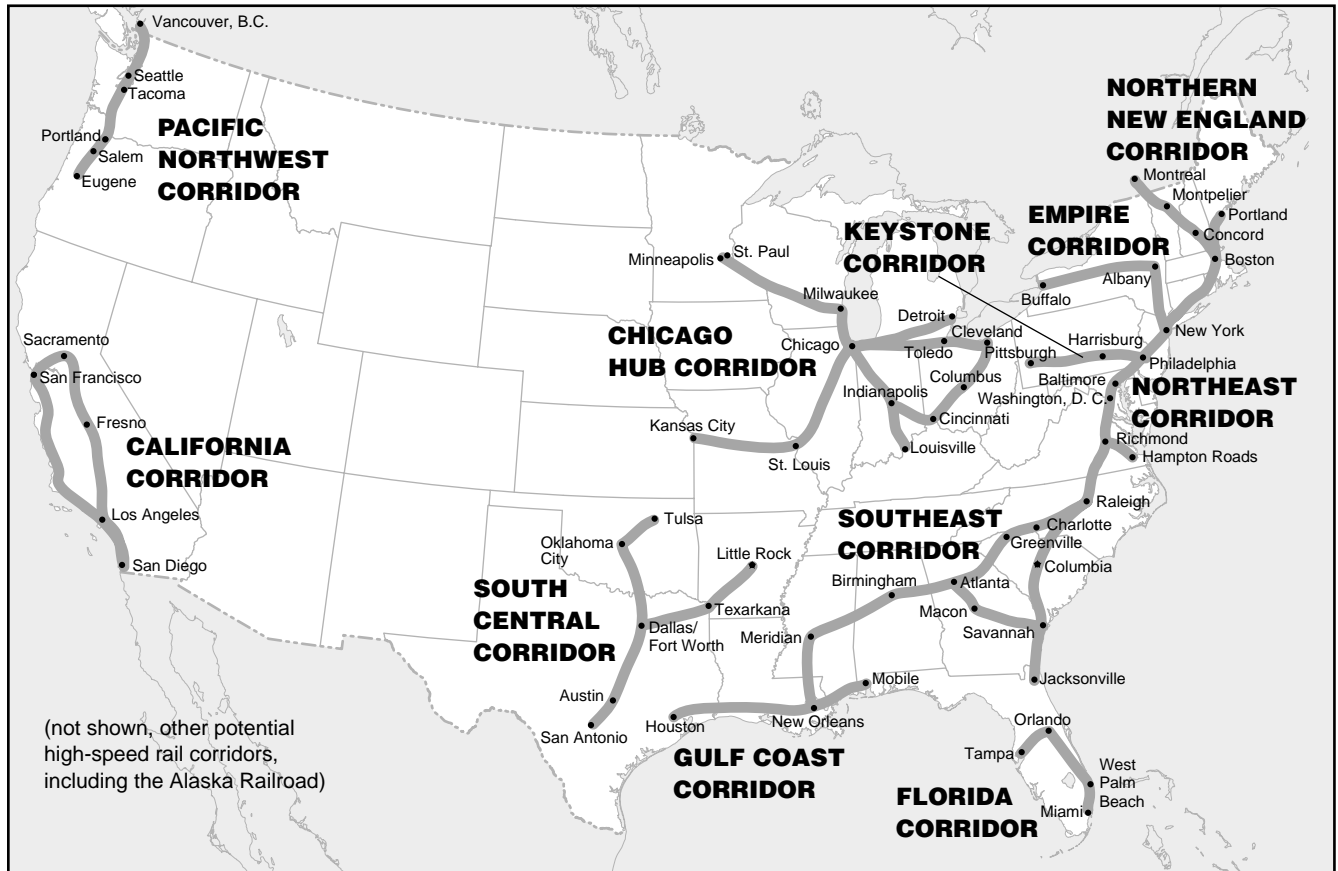 Vancouver, B.C.
Seattle
Tacoma
Portland
Salem
Eugene
PACIFIC
NORTHWEST
CORRIDOR
NORTHERN
NEW ENGLAND
CORRIDOR
Montreal
Montpelier
Portland
Concord
Boston
EMPIRE
CORRIDOR
Albany
Buffalo
New York
KEYSTONE
CORRIDOR
Harrisburg
Pittsburgh
Philadelphia
Baltimore
Washington, D. C.
NORTHEAST
CORRIDOR
Richmond
Hampton Roads
Minneapolis
St. Paul
Milwaukee
Chicago
Detroit
Cleveland
Toledo
Columbus
Indianapolis
Cincinnati
Louisville
Kansas City
St. Louis
CHICAGO
HUB CORRIDOR
Sacramento
San Francisco
Fresno
CALIFORNIA
CORRIDOR
Los Angeles
San Diego
Tulsa
Oklahoma
City
Little Rock
Texarkana
Dallas/
Fort Worth
SOUTH
CENTRAL
CORRIDOR
Austin
San Antonio
Raleigh
Charlotte
Greenville
Columbia
SOUTHEAST
CORRIDOR
Birmingham
Atlanta
Macon
Savannah
Jacksonville
Meridian
Mobile
New Orleans
Houston
GULF COAST
CORRIDOR
Orlando
Tampa
West
Palm
Beach
Miami
FLORIDA
CORRIDOR
(not shown, other potential
high-speed rail corridors,
including the Alaska Railroad)